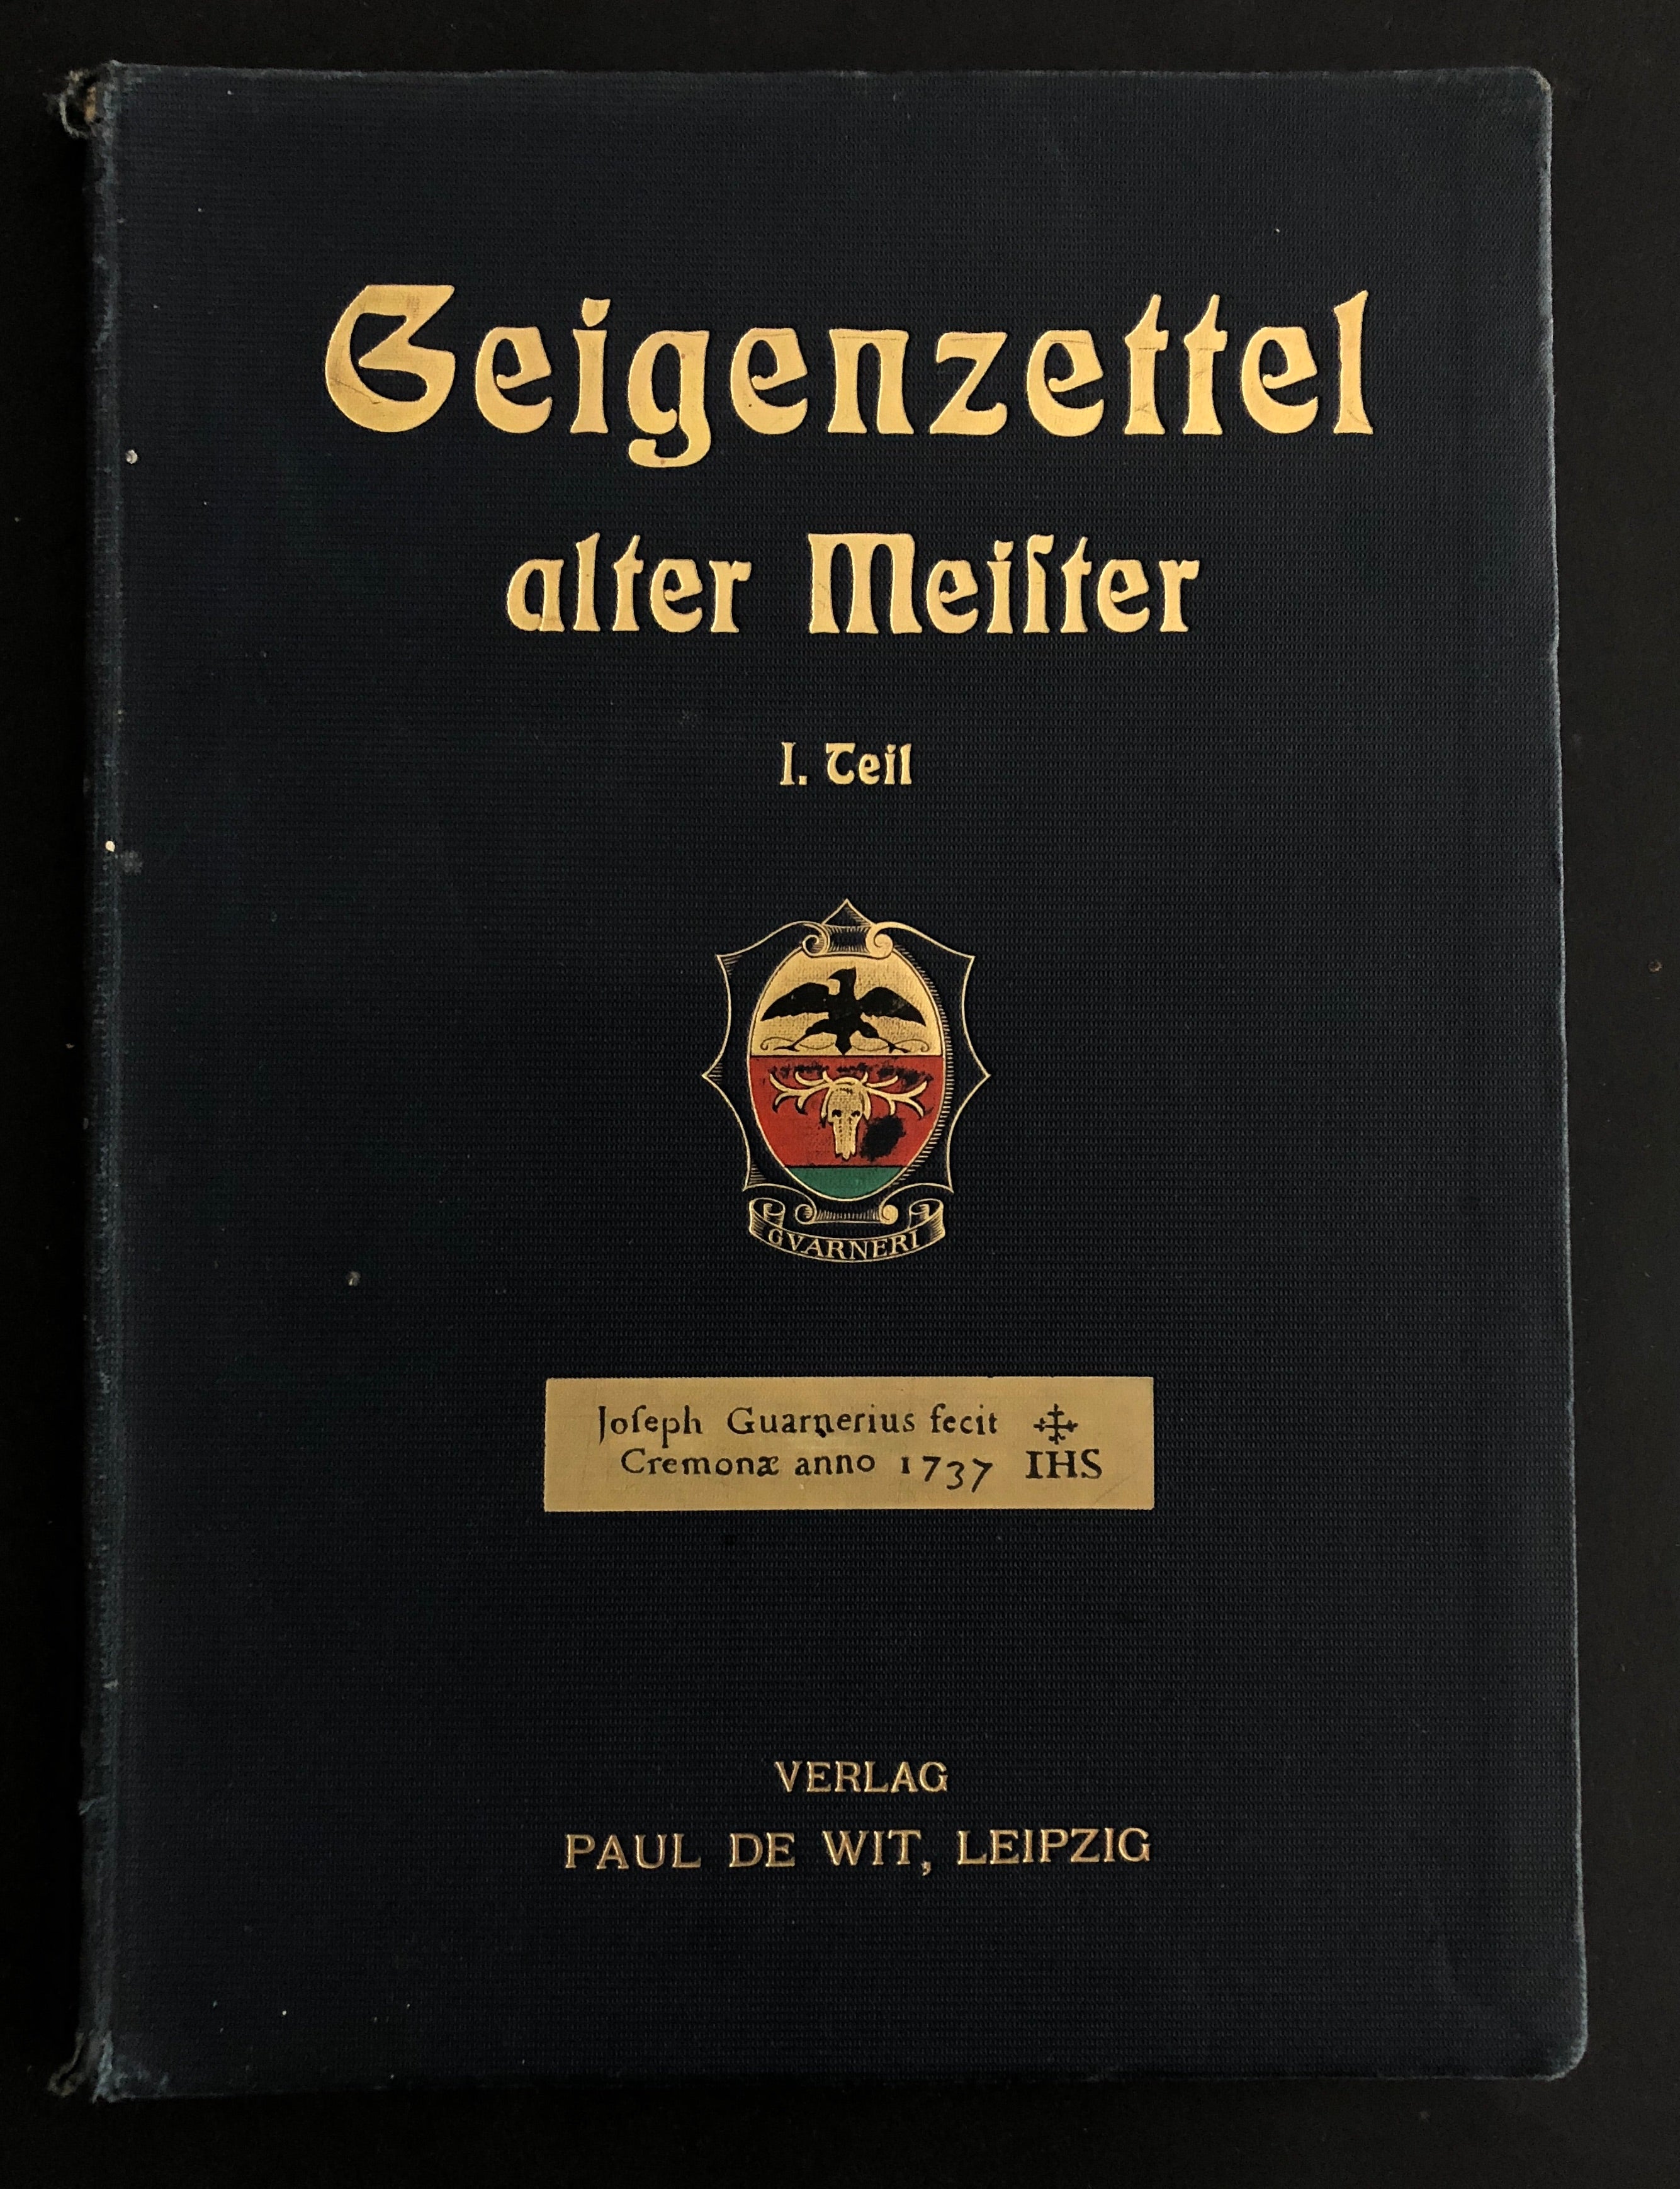 Geigenzettel
alter Meiſter
I. Teil
GVARNERI
Joſeph Guarnerius fecit
Cremonæ anno 1737 IHS
VERLAG
PAUL DE WIT, LEIPZIG